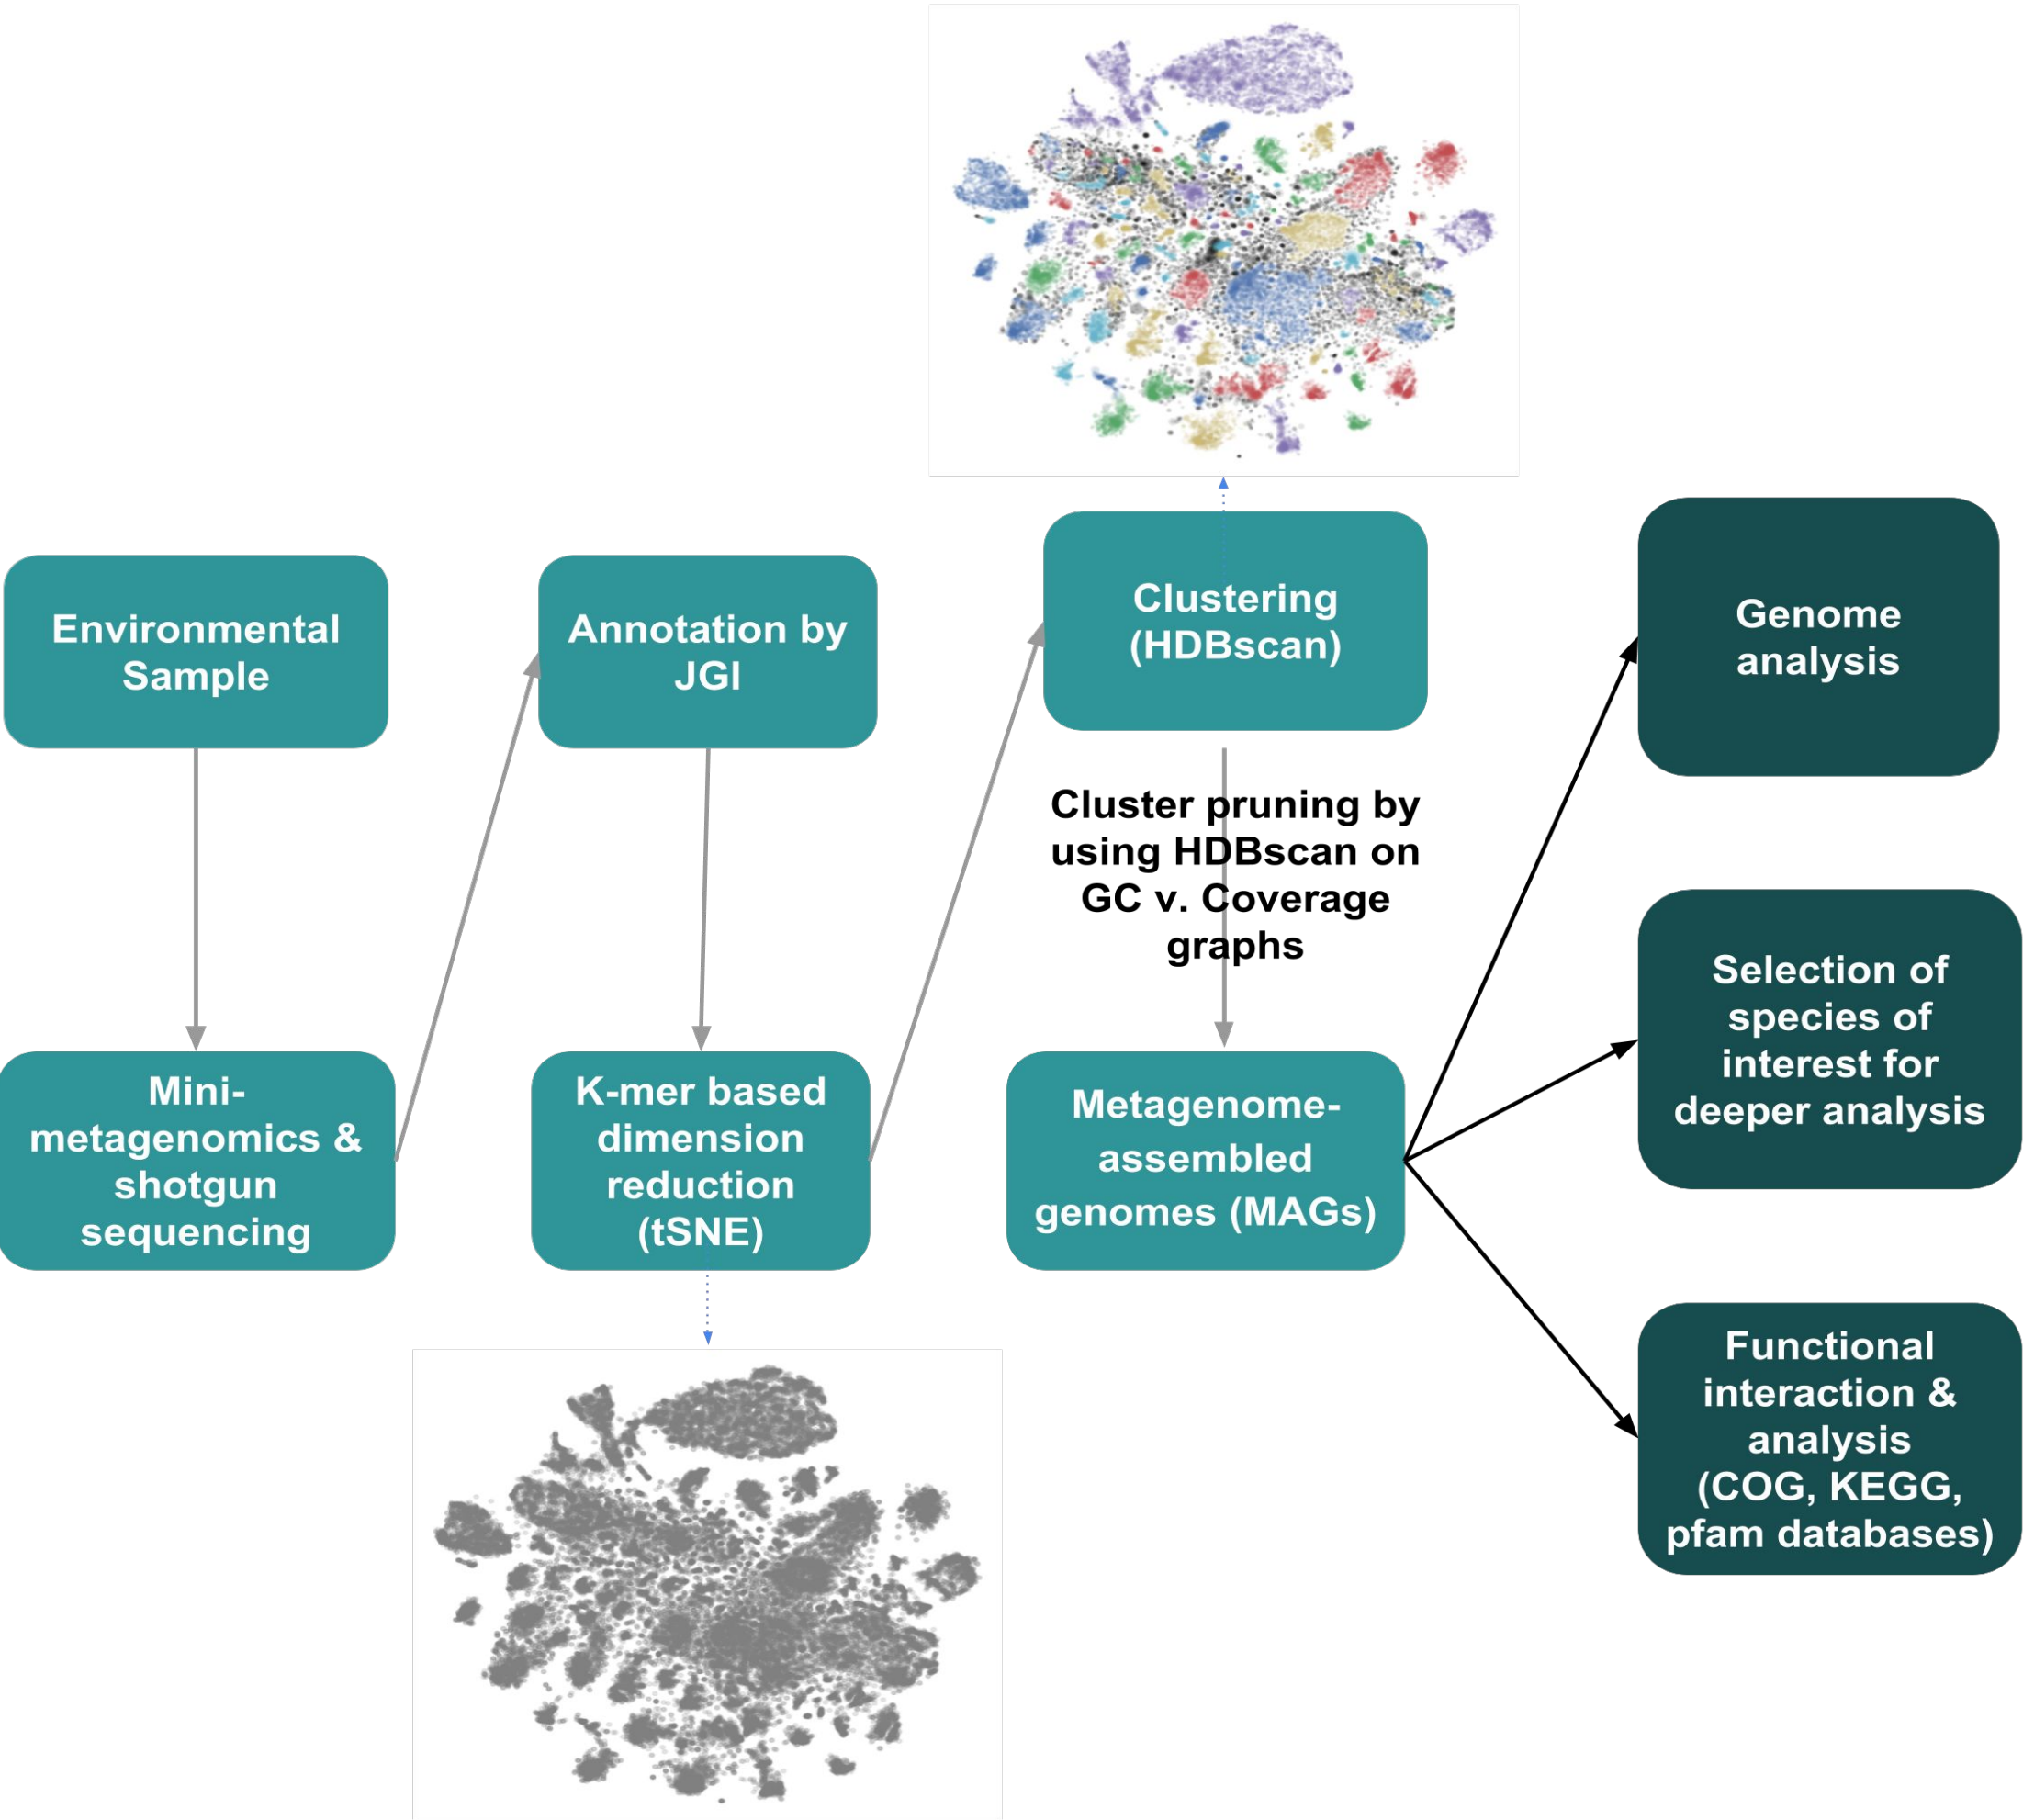 Environmental
Sample
Mini-
metagenomics &
shotgun
sequencing
Annotation by
JGI
K-mer based
dimension
reduction
(tSNE)
Clustering
(HDBscan)
Cluster pruning by
using HDBscan on
GC v. Coverage
graphs
Metagenome-
assembled
genomes (MAGs)
Genome
analysis
Selection of
species of
interest for
deeper analysis
Functional
interaction &
analysis
(COG, KEGG,
pfam databases)